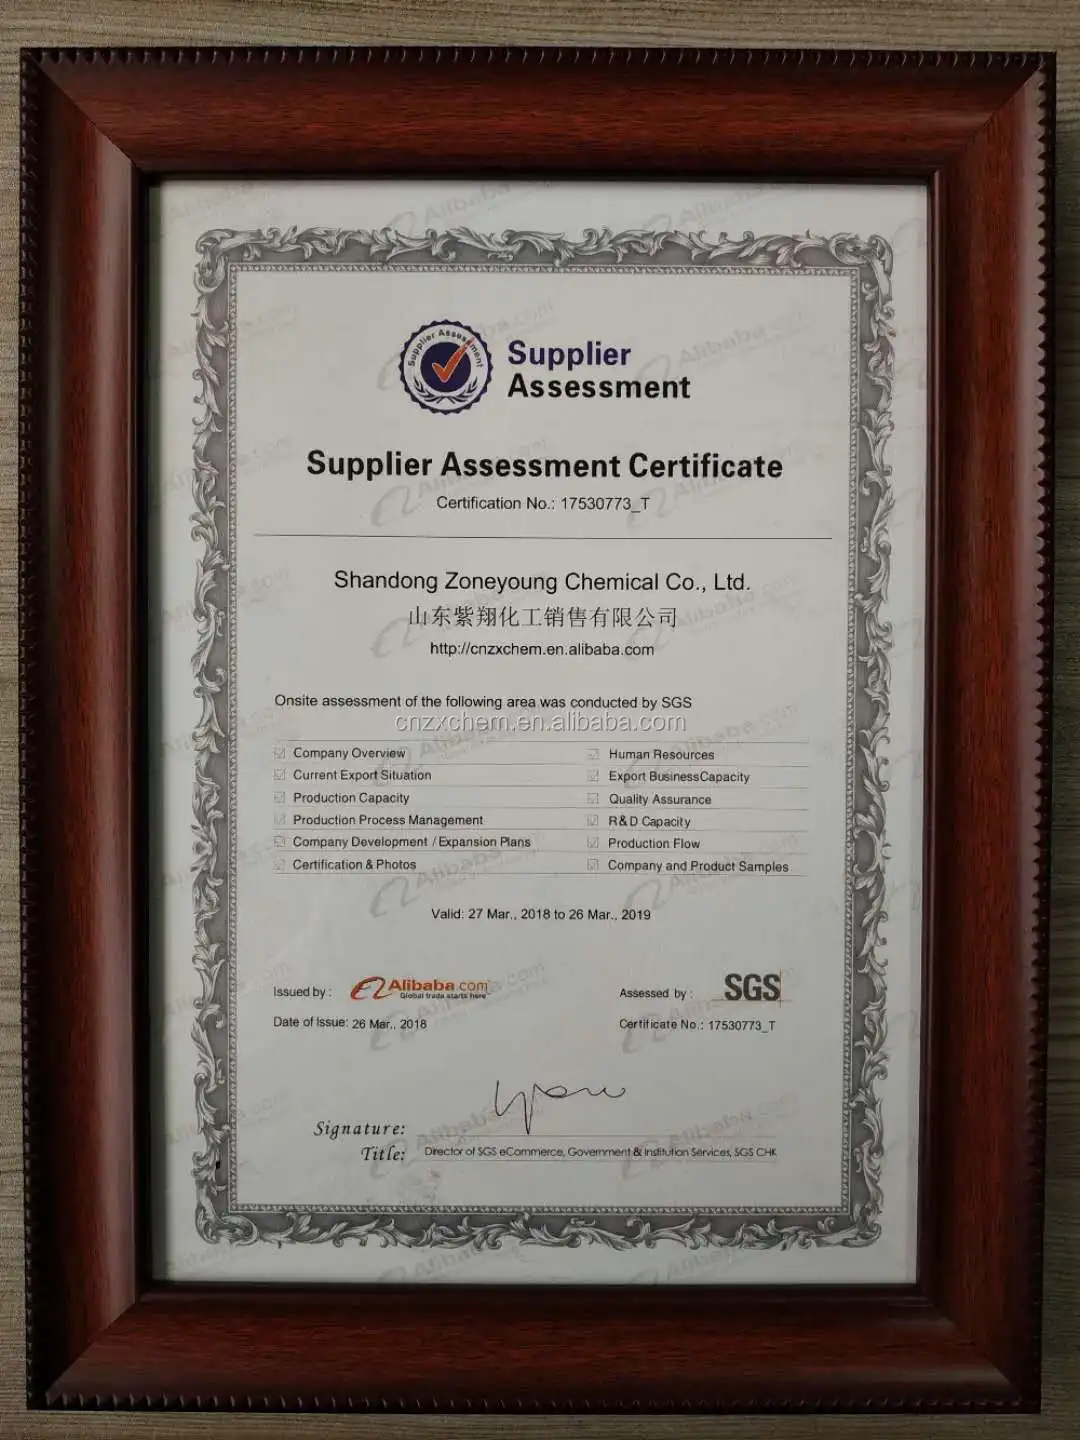 Supplier Assessment
Supplier
Assessment
Supplier Assessment Certificate
Certification No.: 17530773_T
Shandong Zoneyoung Chemical Co., Ltd.
山东紫翔化工销售有限公司
http://cnzxchem.en.alibaba.com
Onsite assessment of the following area was conducted by SGS
cnzxchem.en.alibaba.com
Company Overview Human Resources
Current Export Situation Export BusinessCapacity
Production Capacity Quality Assurance
Production Process Management R&D Capacity
Company Development / Expansion Plans Production Flow
Certification & Photos Company and Product Samples
Valid: 27 Mar., 2018 to 26 Mar., 2019
Issued by : Alibaba.com Assessed by : SGS
Global trade starts here
Date of Issue: 26 Mar., 2018 Certificate No.: 17530773_T
Signature:
Title: Director of SGS eCommerce, Government & Institution Services, SGS CHK